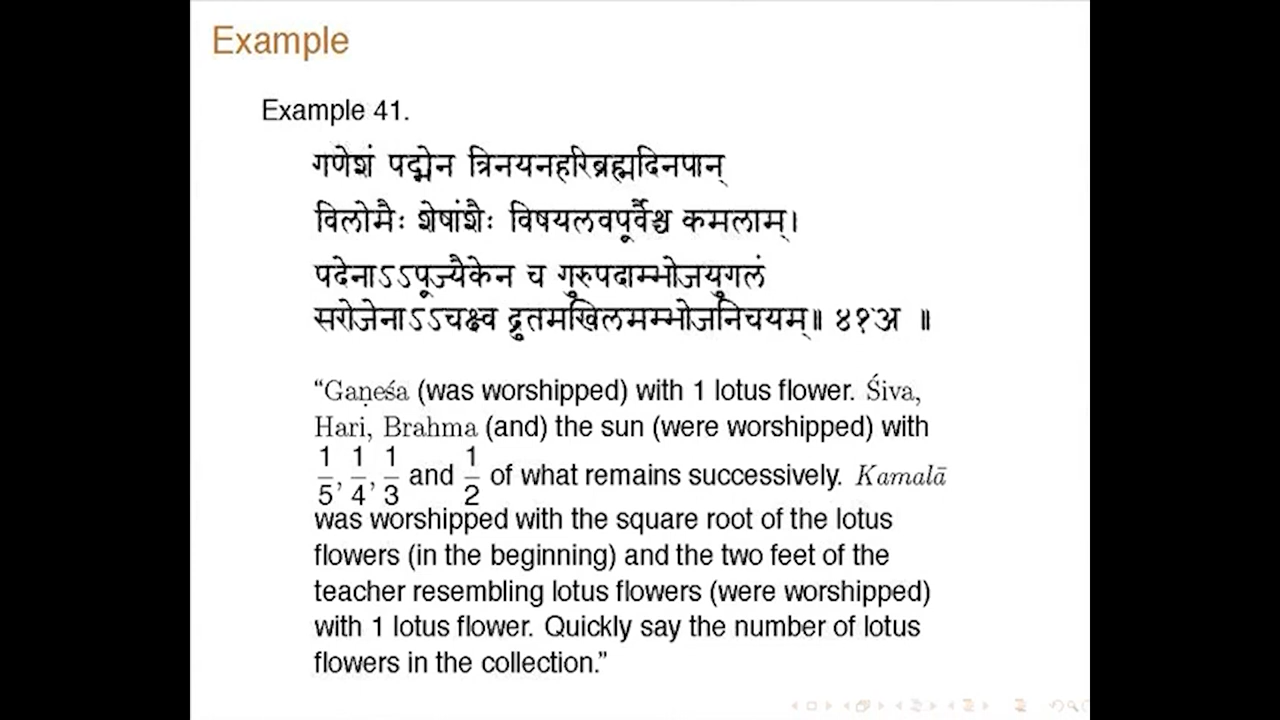 Example
Example 41.
गणेशं पद्मेन त्रिनयनहरिब्रह्मदिनपान्
विलोमैः शेषांशैः विषयलवपूर्वैश्च कमलाम्।
पदेनाऽऽपूज्यैकेन च गुरुपदाम्भोजयुगलं
सरोजेनाऽऽचक्ष्व द्रुतमखिलमम्भोजनिचयम्॥ ४१अ ॥
“Gaṇeśa (was worshipped) with 1 lotus flower. Śiva,
Hari, Brahma (and) the sun (were worshipped) with
1/5, 1/4, 1/3 and 1/2 of what remains successively. Kamalā
was worshipped with the square root of the lotus
flowers (in the beginning) and the two feet of the
teacher resembling lotus flowers (were worshipped)
with 1 lotus flower. Quickly say the number of lotus
flowers in the collection.”